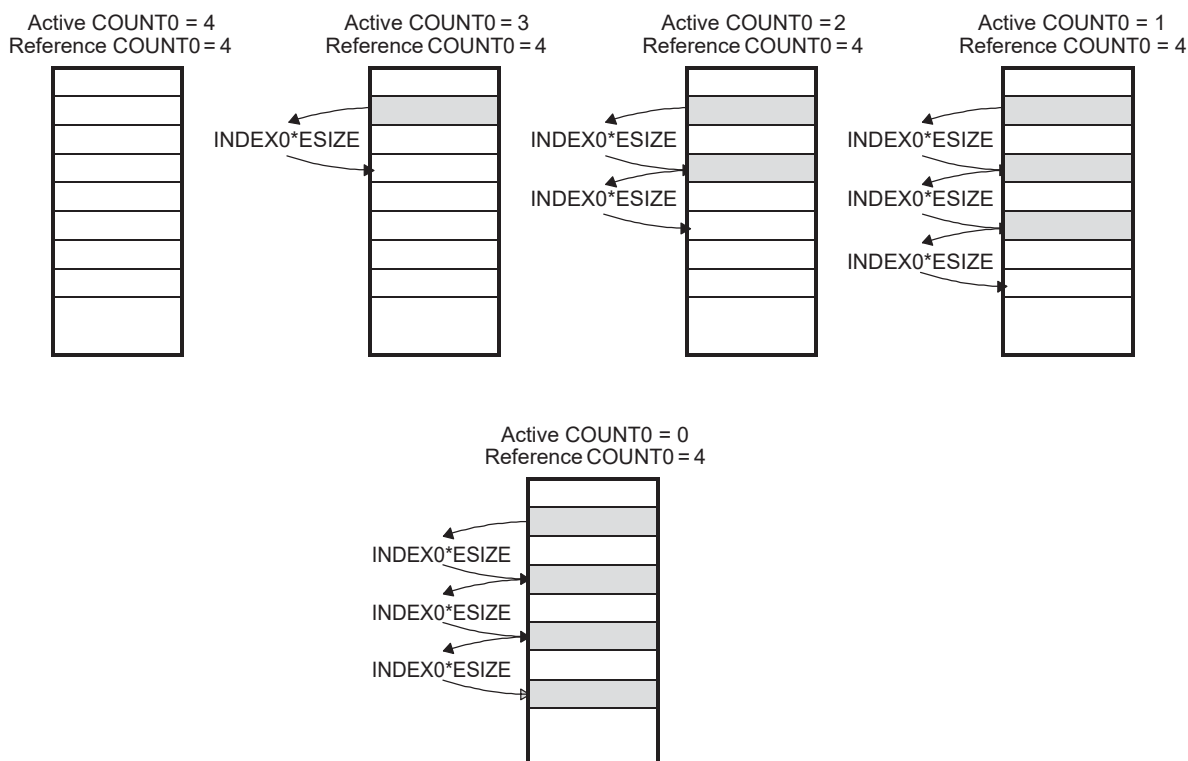 Active COUNT0 = 4
Reference COUNT0 = 4
Active COUNT0 = 3
Reference COUNT0 = 4
Active COUNT0 = 2
Reference COUNT0 = 4
Active COUNT0 = 1
Reference COUNT0 = 4
INDEX0*ESIZE
INDEX0*ESIZE
INDEX0*ESIZE
INDEX0*ESIZE
INDEX0*ESIZE
INDEX0*ESIZE
Active COUNT0 = 0
Reference COUNT0 = 4
INDEX0*ESIZE
INDEX0*ESIZE
INDEX0*ESIZE